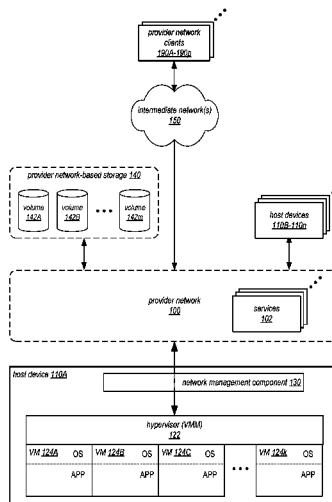 provider network
clients
190A-190p
intermediate network(s)
150
provider network-based storage 140
volume
142A
volume
142B
volume
142m
host devices
110B-110n
provider network
100
services
102
host device 110A
network management component 130
hypervisor (VMM)
122
VM 124A OS
APP
VM 124B OS
APP
VM 124C OS
APP
VM 124k OS
APP